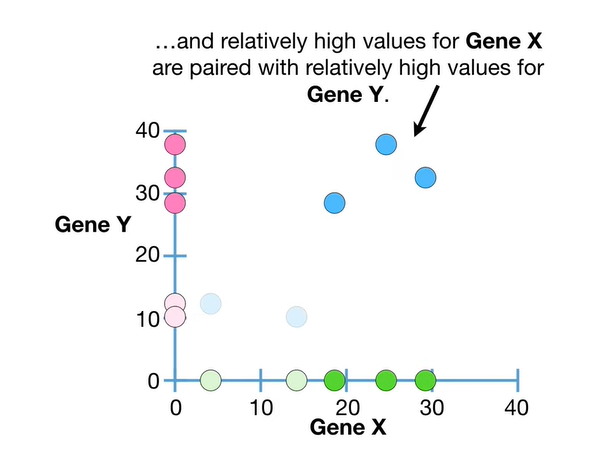 …and relatively high values for Gene X
are paired with relatively high values for
Gene Y.
40
30
Gene Y
20
10
0
0 10 20 30 40
Gene X